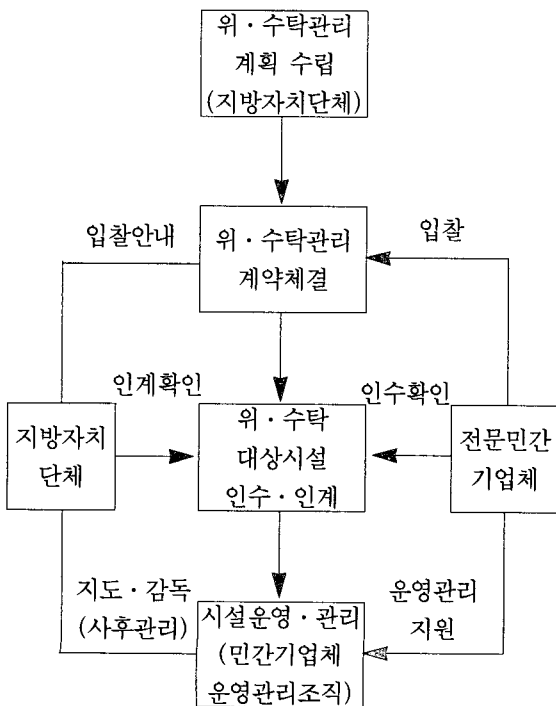 위·수탁관리
계획 수립
(지방자치단체)
입찰안내
위·수탁관리
계약체결
입찰
인계확인
인수확인
지방자치
단체
위·수탁
대상시설
인수·인계
전문민간
기업체
지도·감독
(사후관리)
시설운영·관리
(민간기업체
운영관리조직)
운영관리
지원